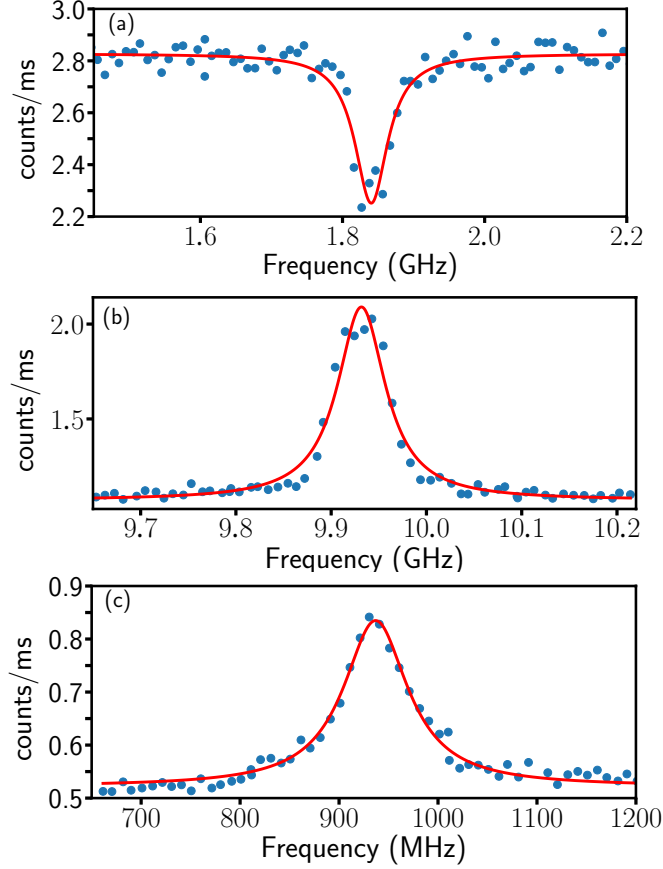 (a)
counts/ms
3.0
2.8
2.6
2.4
2.2
1.6 1.8 2.0 2.2
Frequency (GHz)
(b)
counts/ms
2.0
1.5
9.7 9.8 9.9 10.0 10.1 10.2
Frequency (GHz)
(c)
counts/ms
0.9
0.8
0.7
0.6
0.5
700 800 900 1000 1100 1200
Frequency (MHz)